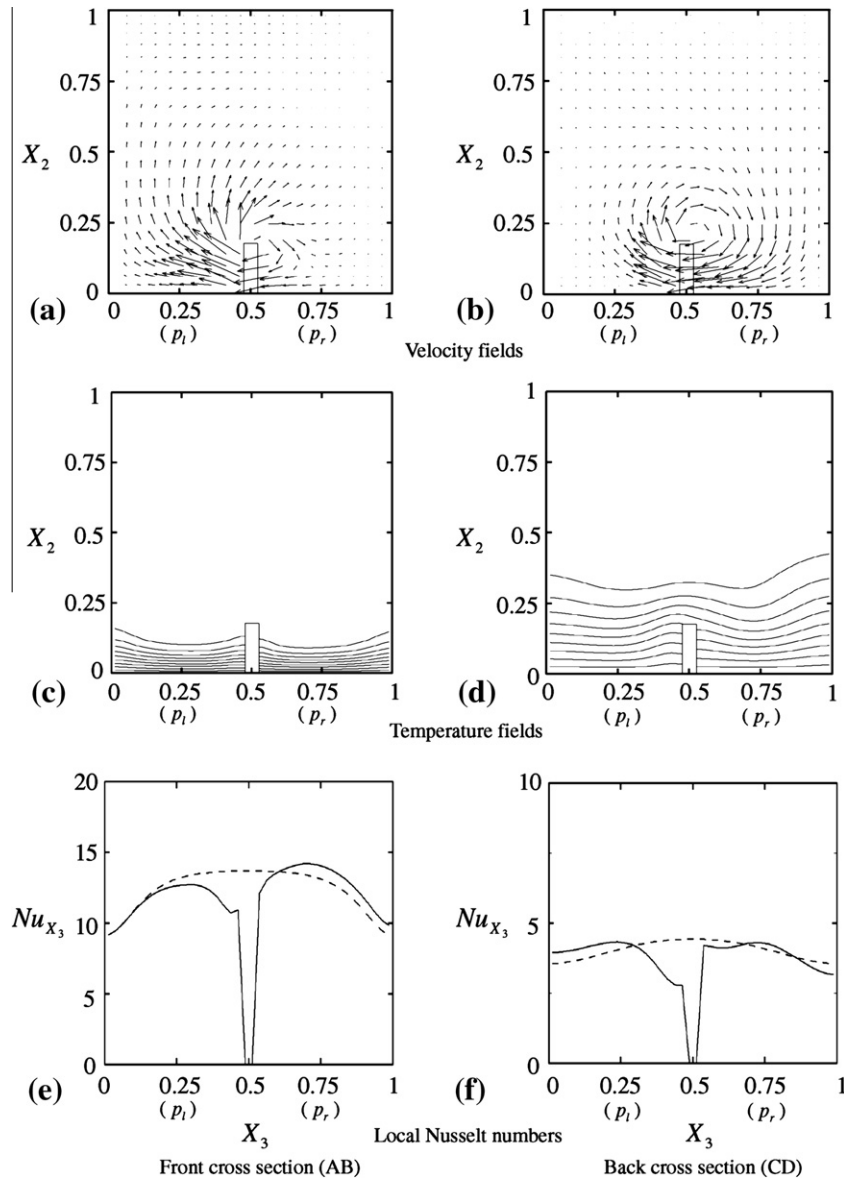 1 1
0.75 0.75
X2 X2
0.5 0.5
0.25 0.25
0 0
(a) 0 0.25 0.5 0.75 1 (b) 0 0.25 0.5 0.75 1
(pl) (pr) (pl) (pr)
Velocity fields
1 1
0.75 0.75
X2 0.5 X2 0.5
0.25 0.25
0 0
(c) 0 0.25 0.5 0.75 1 (d) 0 0.25 0.5 0.75 1
(pl) (pr) (pl) (pr)
Temperature fields
20 10
15
NuX3 10 NuX3 5
5
0 0
(e) 0 0.25 0.5 0.75 1 (f) 0 0.25 0.5 0.75 1
(pl) (pr) (pl) (pr)
X3 Local Nusselt numbers X3
Front cross section (AB) Back cross section (CD)